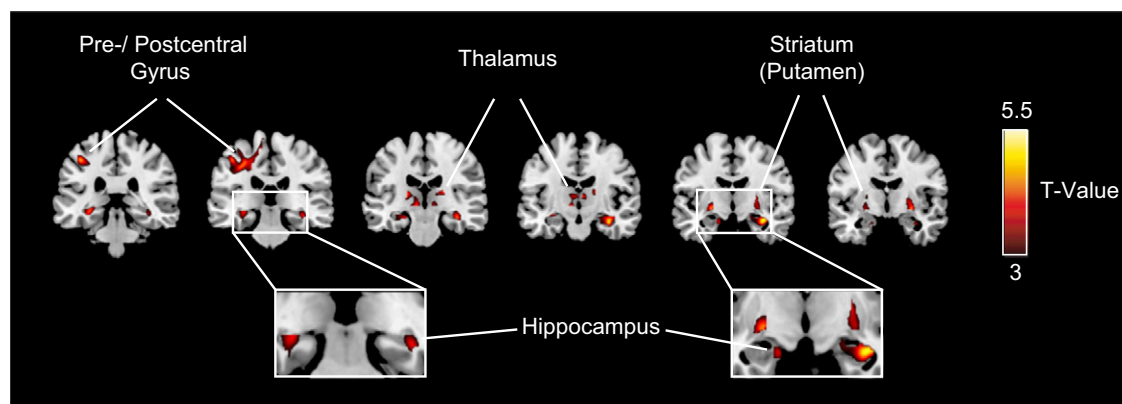 Pre-/ Postcentral
Gyrus
Thalamus
Striatum
(Putamen)
5.5
T-Value
3
Hippocampus